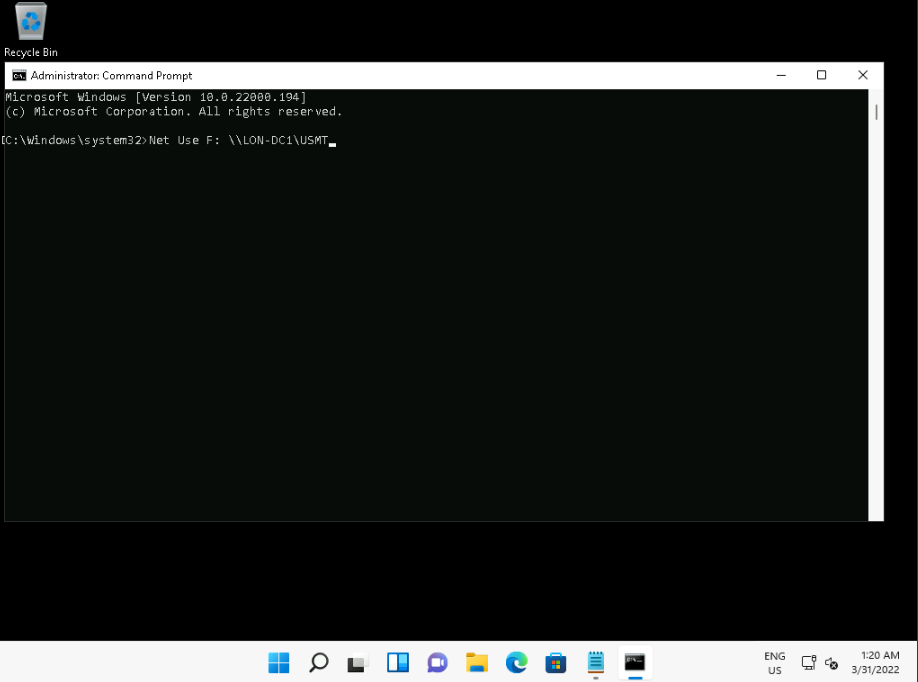 Recycle Bin
Administrator: Command Prompt
Microsoft Windows [Version 10.0.22000.194]
(c) Microsoft Corporation. All rights reserved.
C:\Windows\system32>Net Use F: \\LON-DC1\USMT
ENG
US
1:20 AM
3/31/2022